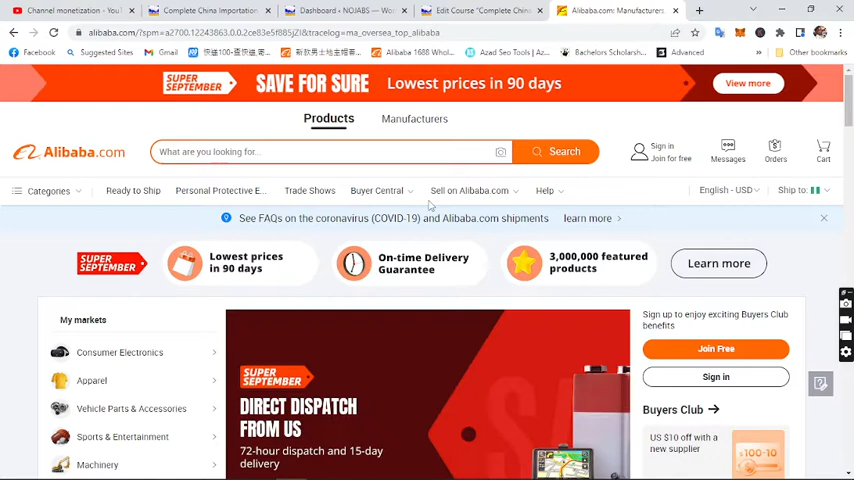 Channel monetization - YouT
Complete China Importation
Dashboard ‹ NOJABS — Wo
Edit Course "Complete China
Alibaba.com: Manufacturers,
alibaba.com/?spm=a2700.12243863.0.0.2ce83e5f885jZI&tracelog=ma_oversea_top_alibaba
Facebook
Suggested Sites
Gmail
Alibaba 1688 Whol...
Azad Seo Tools | Az...
Bachelors Scholarsh...
Advanced
Other bookmarks
SUPER SEPTEMBER
SAVE FOR SURE
Lowest prices in 90 days
View more
Products
Manufacturers
Alibaba.com
What are you looking for...
Search
Sign in
Join for free
Messages
Orders
Cart
Categories
Ready to Ship
Personal Protective E...
Trade Shows
Buyer Central
Sell on Alibaba.com
Help
English - USD
Ship to:
See FAQs on the coronavirus (COVID-19) and Alibaba.com shipments
learn more
SUPER SEPTEMBER
Lowest prices
in 90 days
On-time Delivery
Guarantee
3,000,000 featured
products
Learn more
My markets
Consumer Electronics
Apparel
Vehicle Parts & Accessories
Sports & Entertainment
Machinery
SUPER SEPTEMBER
DIRECT DISPATCH
FROM US
72-hour dispatch and 15-day
delivery
Sign up to enjoy exciting Buyers Club
benefits
Join Free
Sign in
Buyers Club
US $10 off with a
new supplier
$100-10